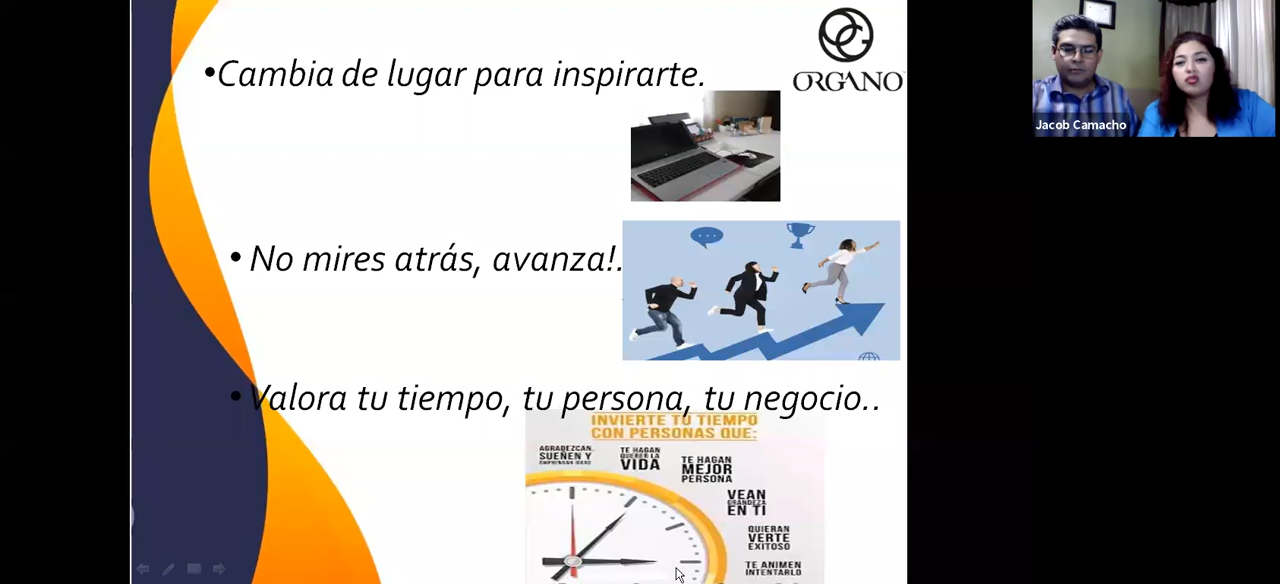 •Cambia de lugar para inspirarte.
ORGANO
Jacob Camacho
• No mires atrás, avanza!.
• Valora tu tiempo, tu persona, tu negocio..
INVIERTE TU TIEMPO
CON PERSONAS QUE:
AGRADEZCAN,
SUEÑEN Y
EMPRENDAN IDEAS
TE HAGAN
QUERER LA
VIDA
TE HAGAN
MEJOR
PERSONA
VEAN
GRANDEZA
EN TI
QUIERAN
VERTE
EXITOSO
TE ANIMEN
INTENTARLO